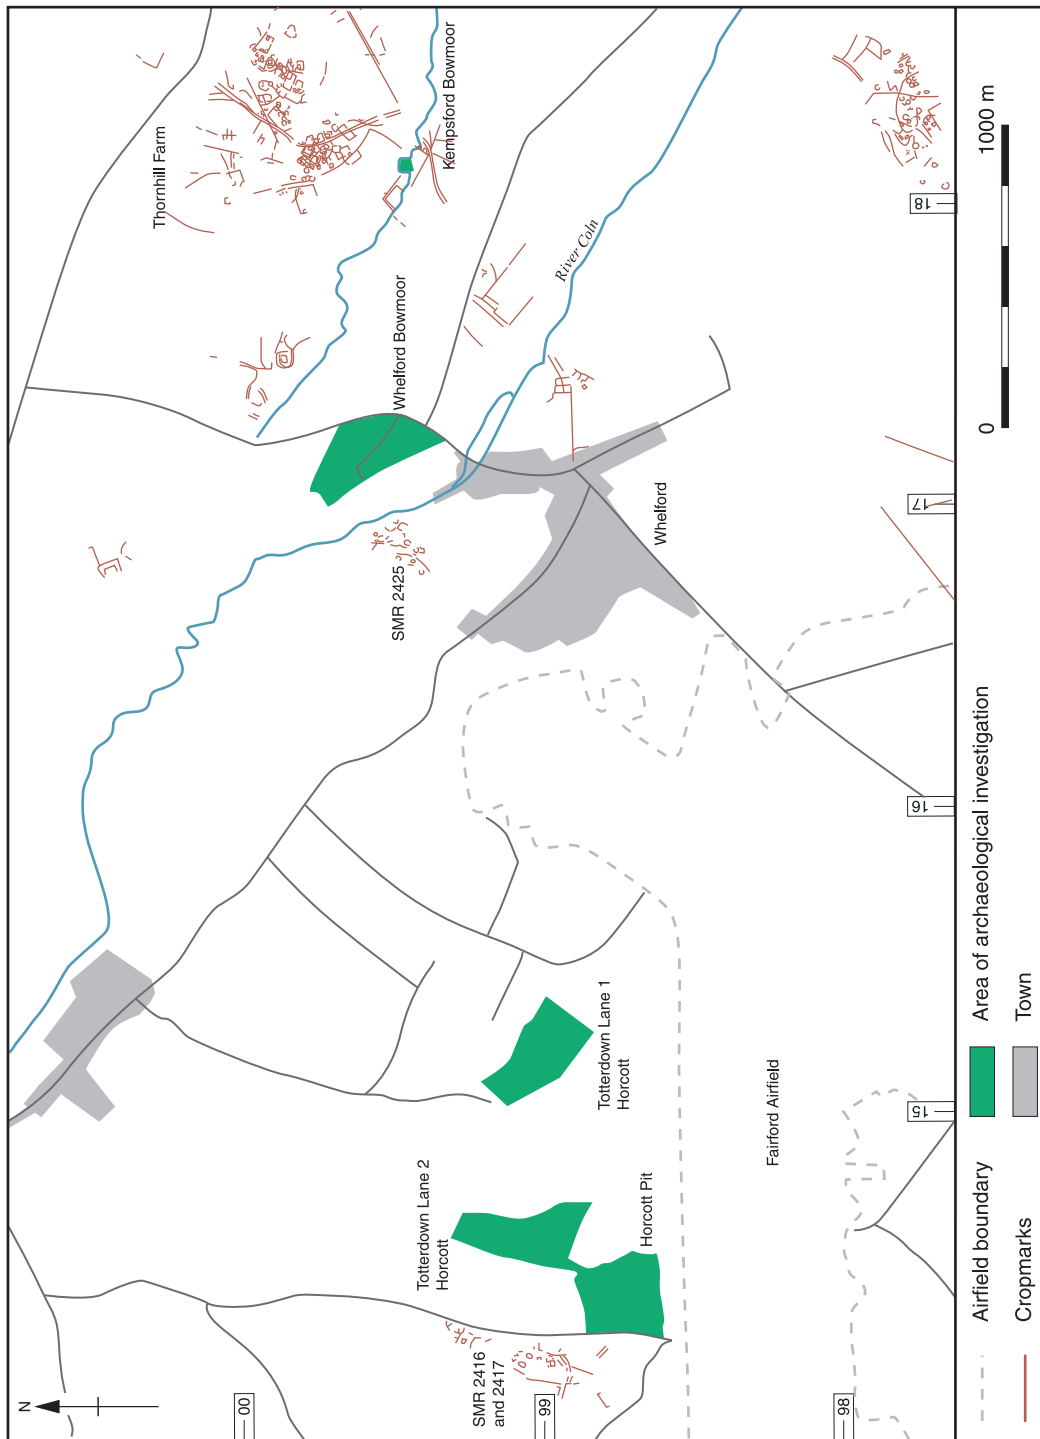 N
00
99
98
15
16
17
18
Thornhill Farm
Kempsford Bowmoor
Whelford Bowmoor
River Coln
SMR 2425
Whelford
Totterdown Lane 1
Horcott
Totterdown Lane 2
Horcott
Horcott Pit
SMR 2416
and 2417
Fairford Airfield
Airfield boundary
Cropmarks
Area of archaeological investigation
Town
0
1000 m